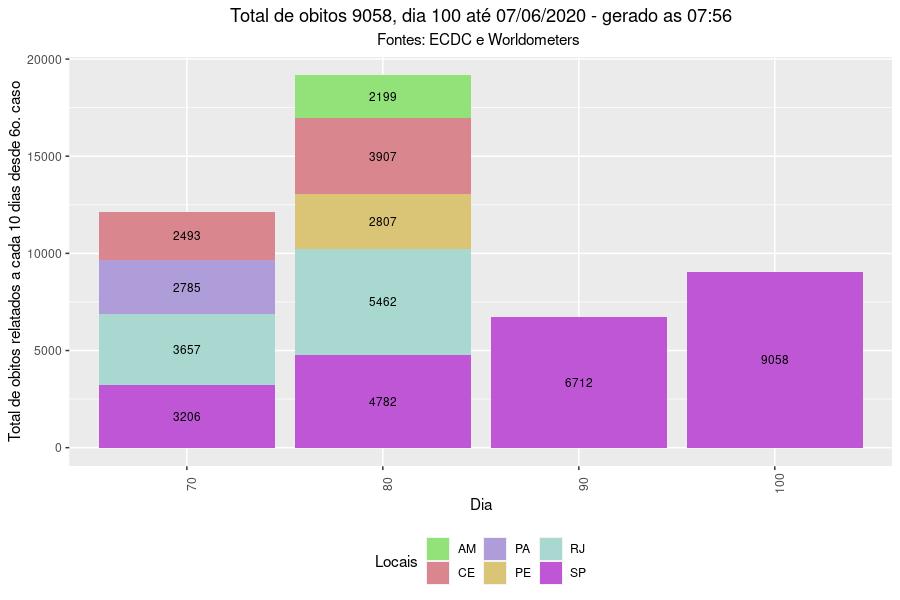 Total de obitos 9058, dia 100 até 07/06/2020 - gerado as 07:56
Fontes: ECDC e Worldometers
Total de obitos relatados a cada 10 dias desde 6o. caso
20000
15000
10000
5000
0
2493
2785
3657
3206
2199
3907
2807
5462
4782
6712
9058
70
80
90
100
Dia
Locais
AM
PA
RJ
CE
PE
SP